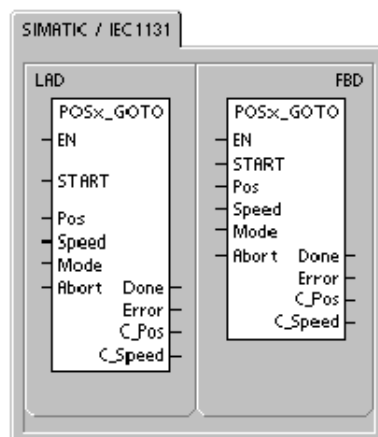 SIMATIC / IEC1131
LAD
POSx_GOTO
EN
START
Pos
Speed
Mode
Abort Done
Error
C_Pos
C_Speed
FBD
POSx_GOTO
EN
START
Pos
Speed
Mode
Abort Done
Error
C_Pos
C_Speed